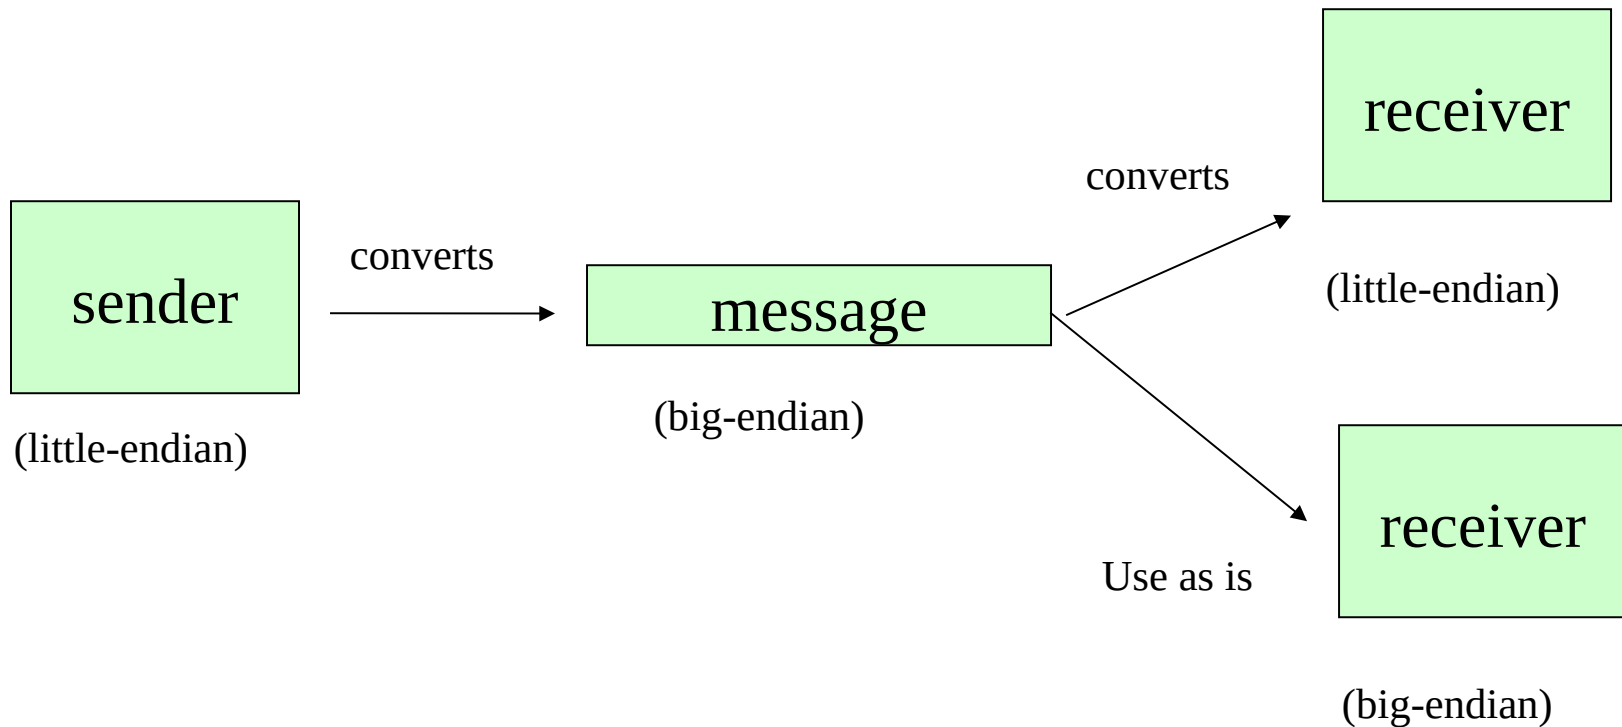 receiver
converts
(little-endian)
sender
converts
message
(little-endian)
(big-endian)
receiver
Use as is
(big-endian)